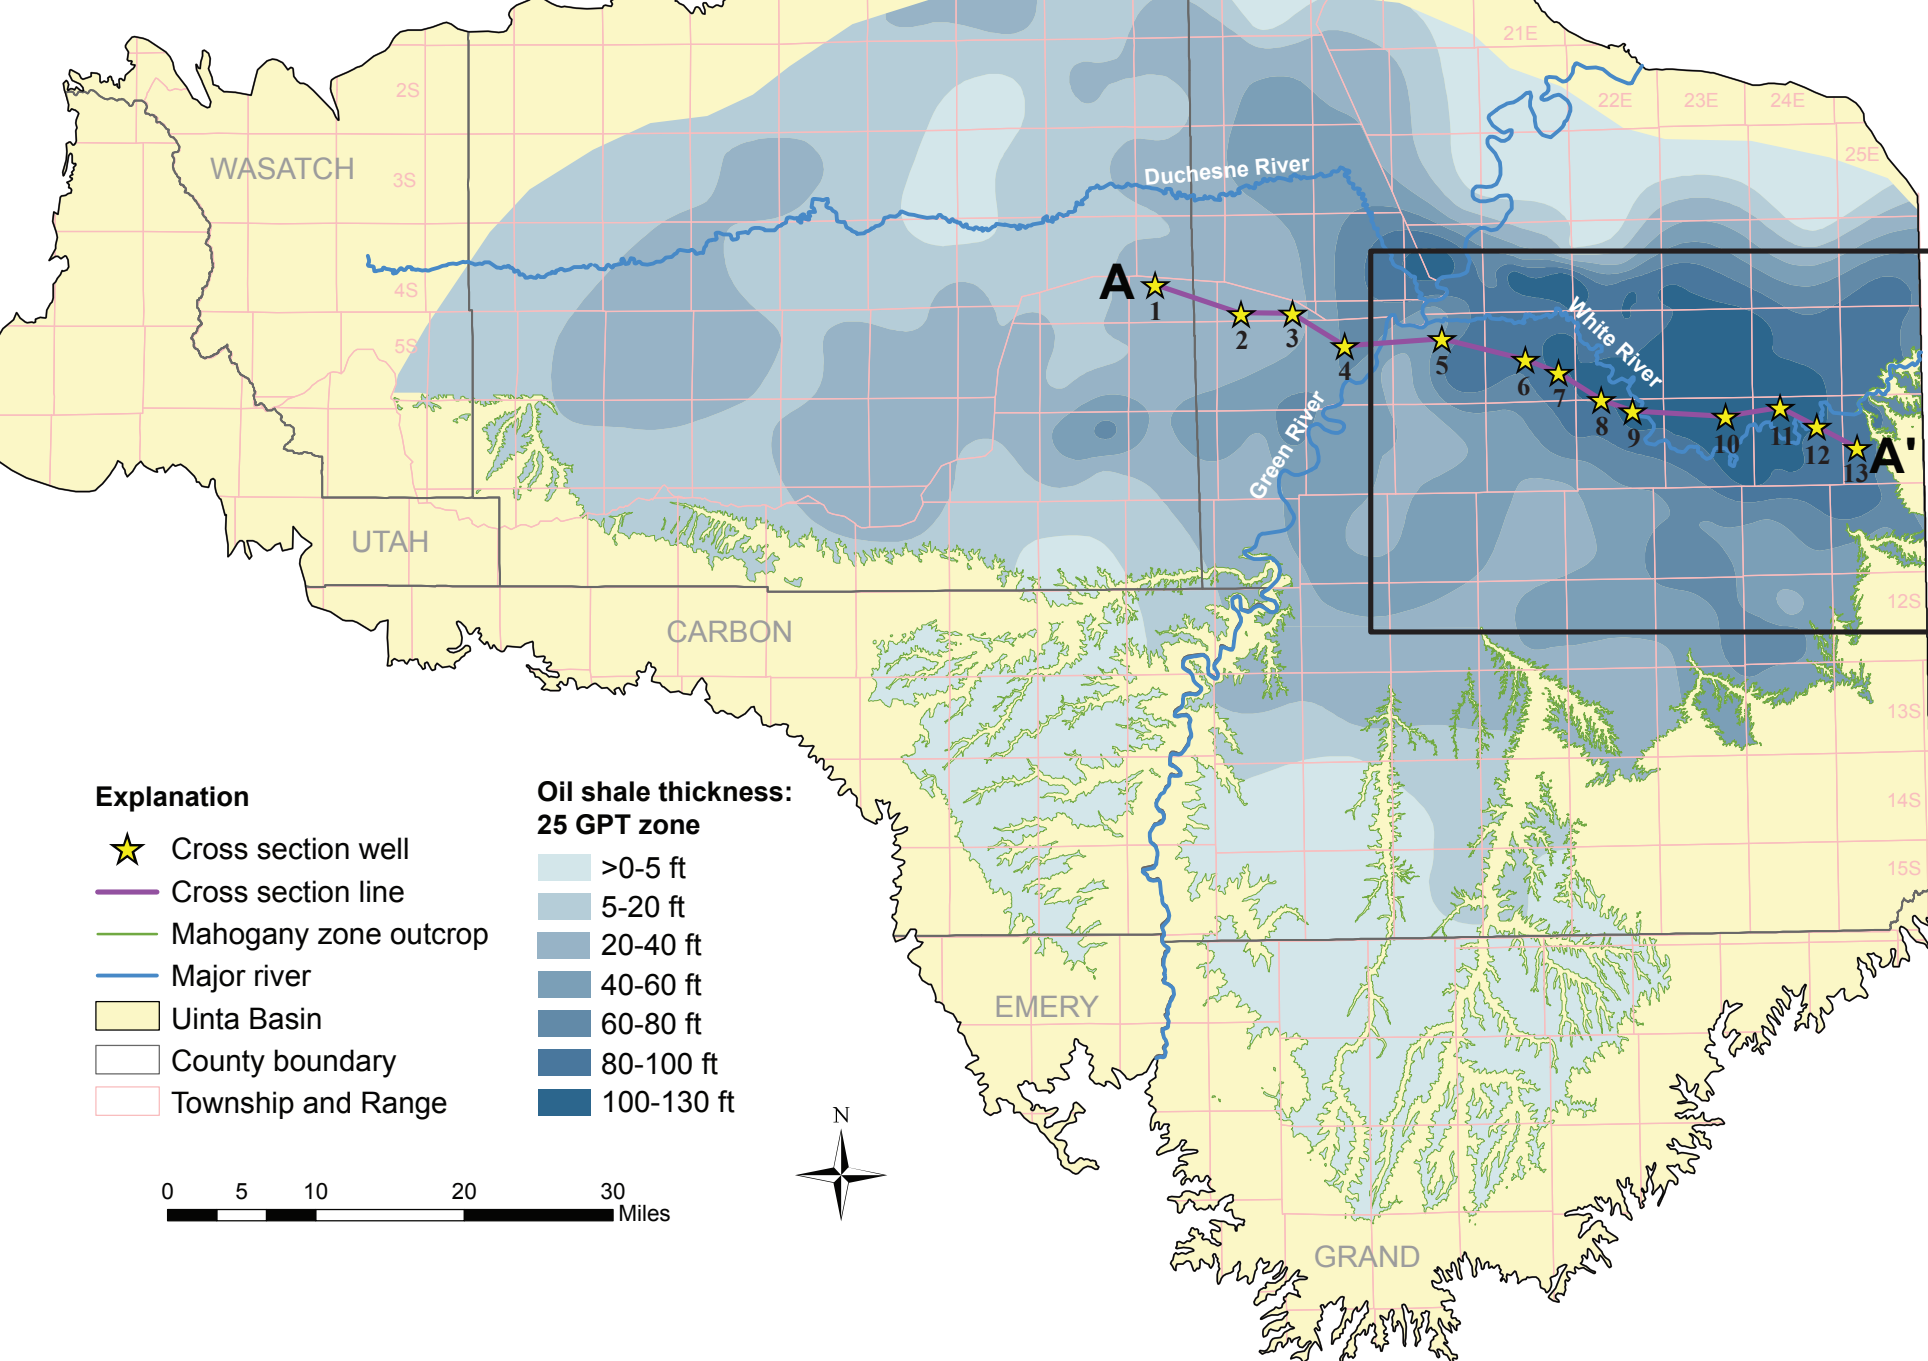 21E
2S
22E
23E
24E
25E
WASATCH
3S
Duchesne River
4S
A
1
2
3
4
5
6
7
8
9
10
11
12
13
A'
White River
5S
Green River
UTAH
CARBON
12S
13S
14S
15S
EMERY
GRAND
Explanation
Cross section well
Cross section line
Mahogany zone outcrop
Major river
Uinta Basin
County boundary
Township and Range
Oil shale thickness:
25 GPT zone
>0-5 ft
5-20 ft
20-40 ft
40-60 ft
60-80 ft
80-100 ft
100-130 ft
N
0 5 10 20 30
Miles